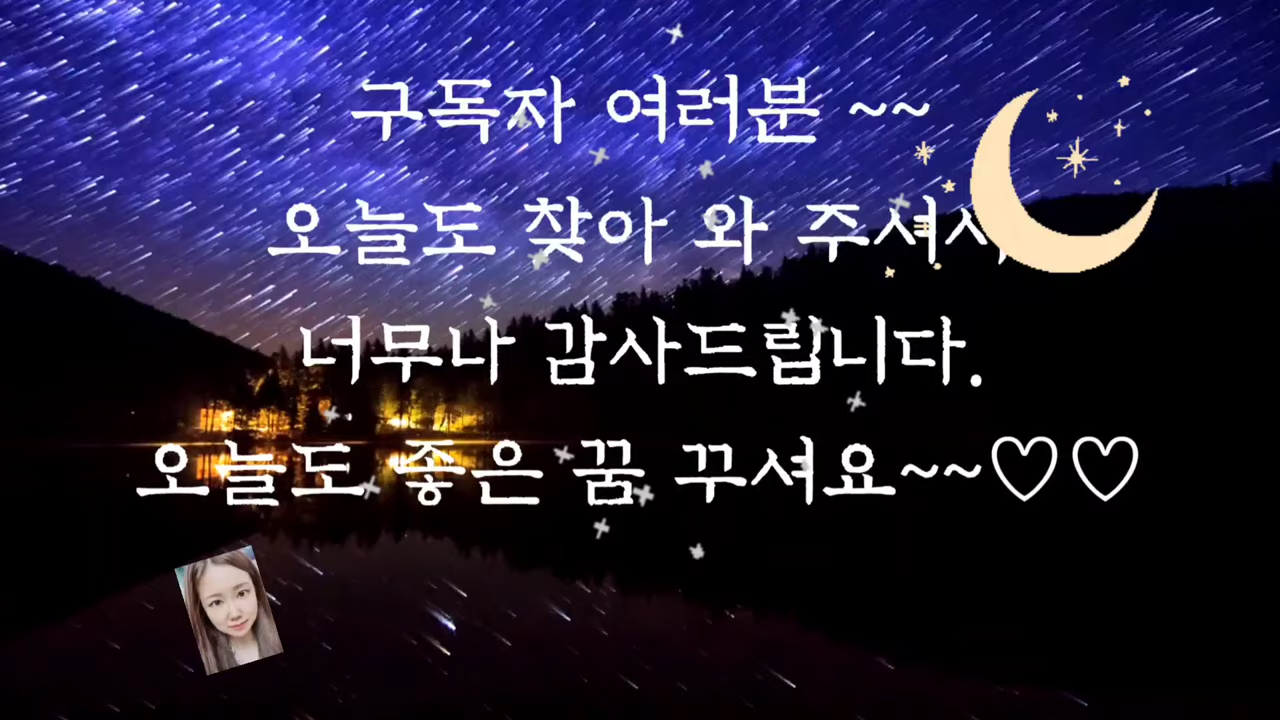 구독자 여러분 ~~
오늘도 찾아 와 주셔서
너무나 감사드립니다.
오늘도 좋은 꿈 꾸셔요~~♡♡